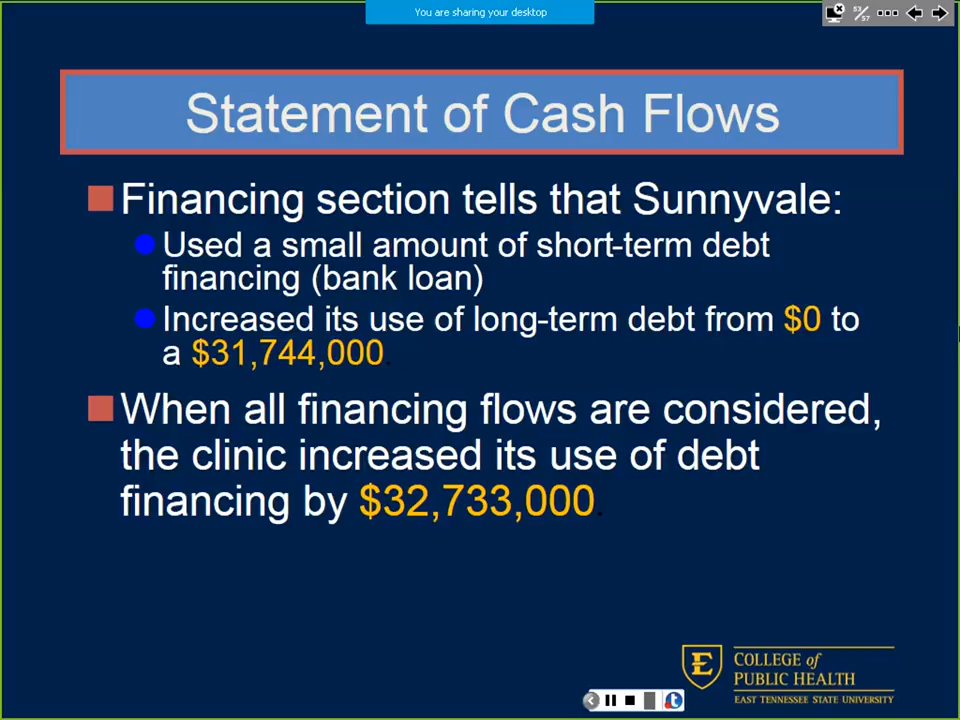 You are sharing your desktop
53/57
Statement of Cash Flows
Financing section tells that Sunnyvale:
Used a small amount of short-term debt
financing (bank loan)
Increased its use of long-term debt from $0 to
a $31,744,000.
When all financing flows are considered,
the clinic increased its use of debt
financing by $32,733,000.
E
COLLEGE of
PUBLIC HEALTH
EAST TENNESSEE STATE UNIVERSITY